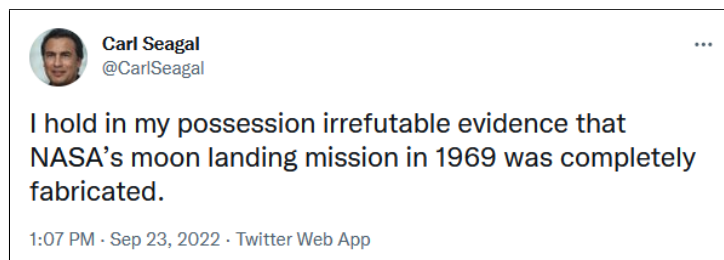 Carl Seagal
@CarlSeagal
I hold in my possession irrefutable evidence that
NASA’s moon landing mission in 1969 was completely
fabricated.
1:07 PM · Sep 23, 2022 · Twitter Web App